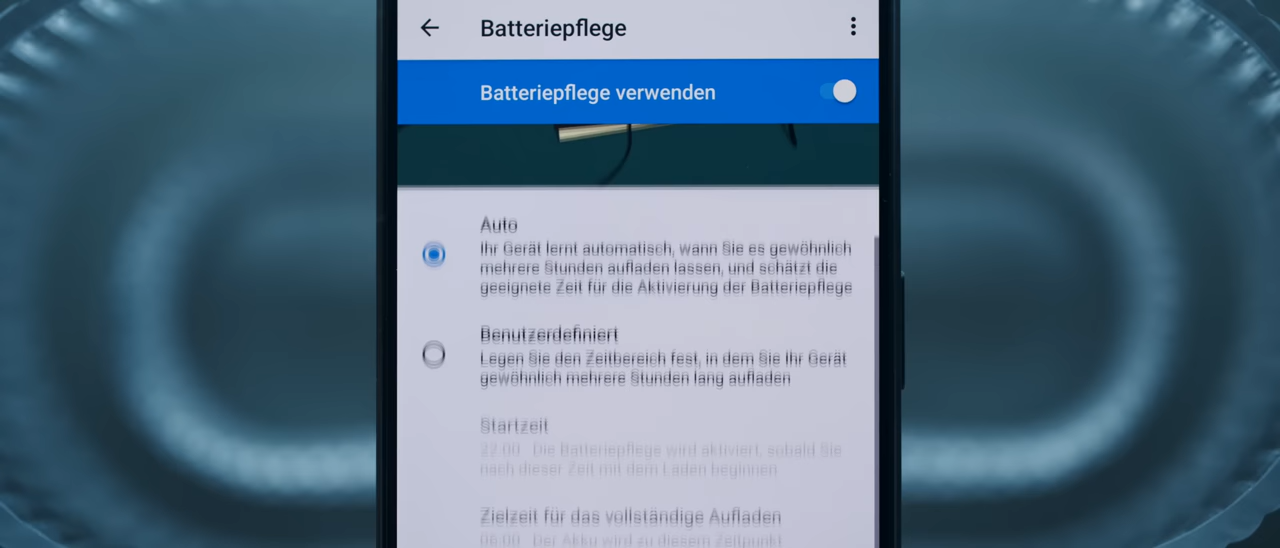 Batteriepflege
Batteriepflege verwenden
Auto
Ihr Gerät lernt automatisch, wann Sie es gewöhnlich
mehrere Stunden aufladen lassen, und schätzt die
geeignete Zeit für die Aktivierung der Batteriepflege
Benutzerdefiniert
Legen Sie den Zeitbereich fest, in dem Sie Ihr Gerät
gewöhnlich mehrere Stunden lang aufladen
Startzeit
22:00 Die Batteriepflege wird aktiviert, sobald Sie
nach dieser Zeit mit dem Laden beginnen
Zielzeit für das vollständige Aufladen
06:00 Der Akku wird zu diesem Zeitpunkt